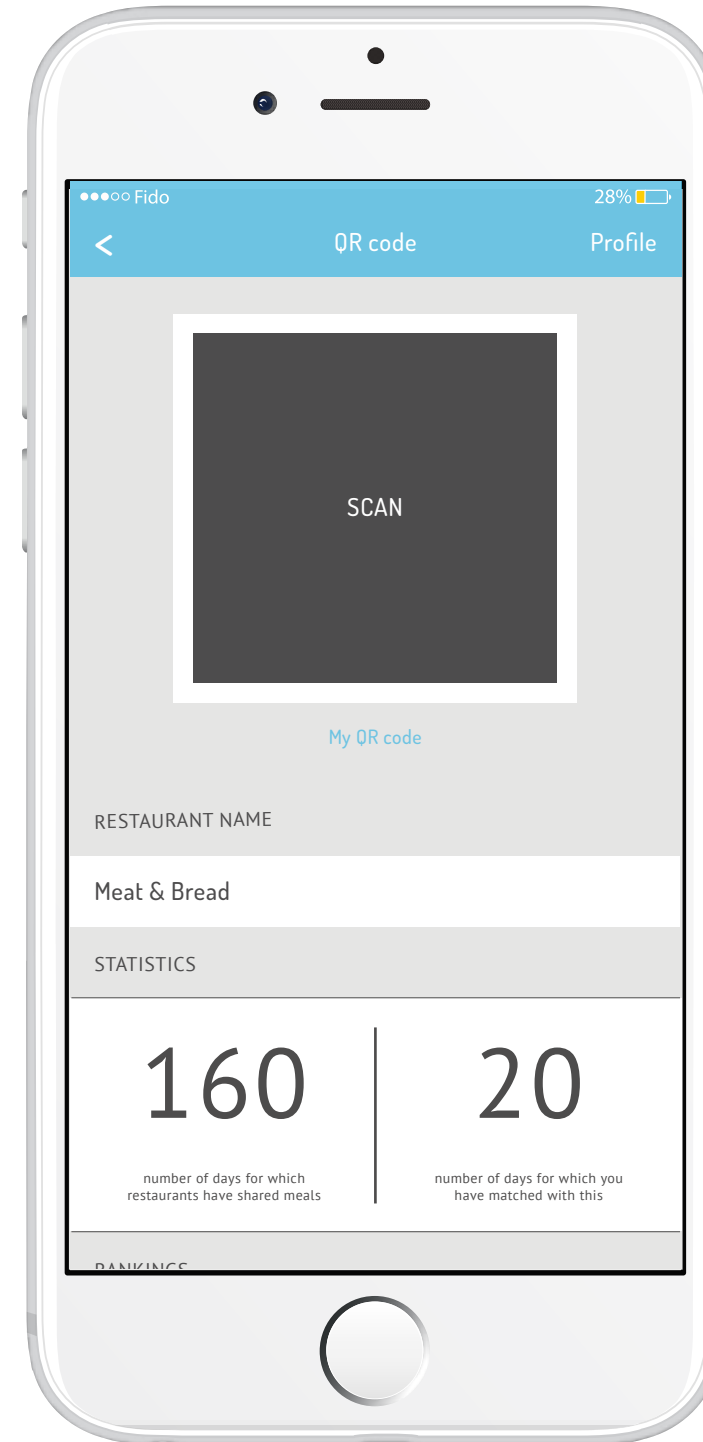 Fido 28%
< QR code Profile
SCAN
My QR code
RESTAURANT NAME
Meat & Bread
STATISTICS
160 20
number of days for which
restaurants have shared meals
number of days for which you
have matched with this
RANKINGS